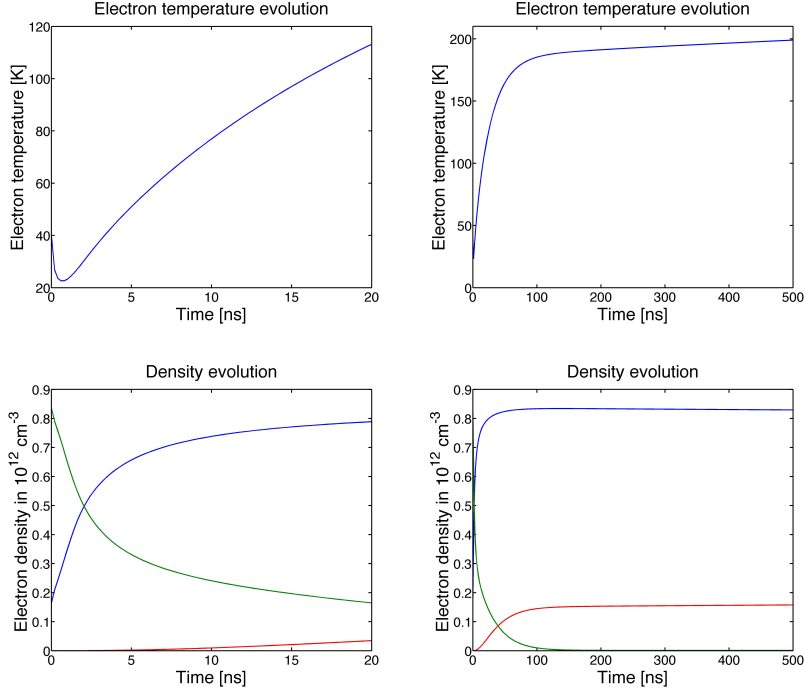 Electron temperature evolution
120
100
80
60
40
20
Electron temperature [K]
0 5 10 15 20
Time [ns]
Electron temperature evolution
200
150
100
50
0
Electron temperature [K]
0 100 200 300 400 500
Time [ns]
Density evolution
0.9
0.8
0.7
0.6
0.5
0.4
0.3
0.2
0.1
0
Electron density in 10^12 cm^-3
0 5 10 15 20
Time [ns]
Density evolution
0.9
0.8
0.7
0.6
0.5
0.4
0.3
0.2
0.1
0
Electron density in 10^12 cm^-3
0 100 200 300 400 500
Time [ns]